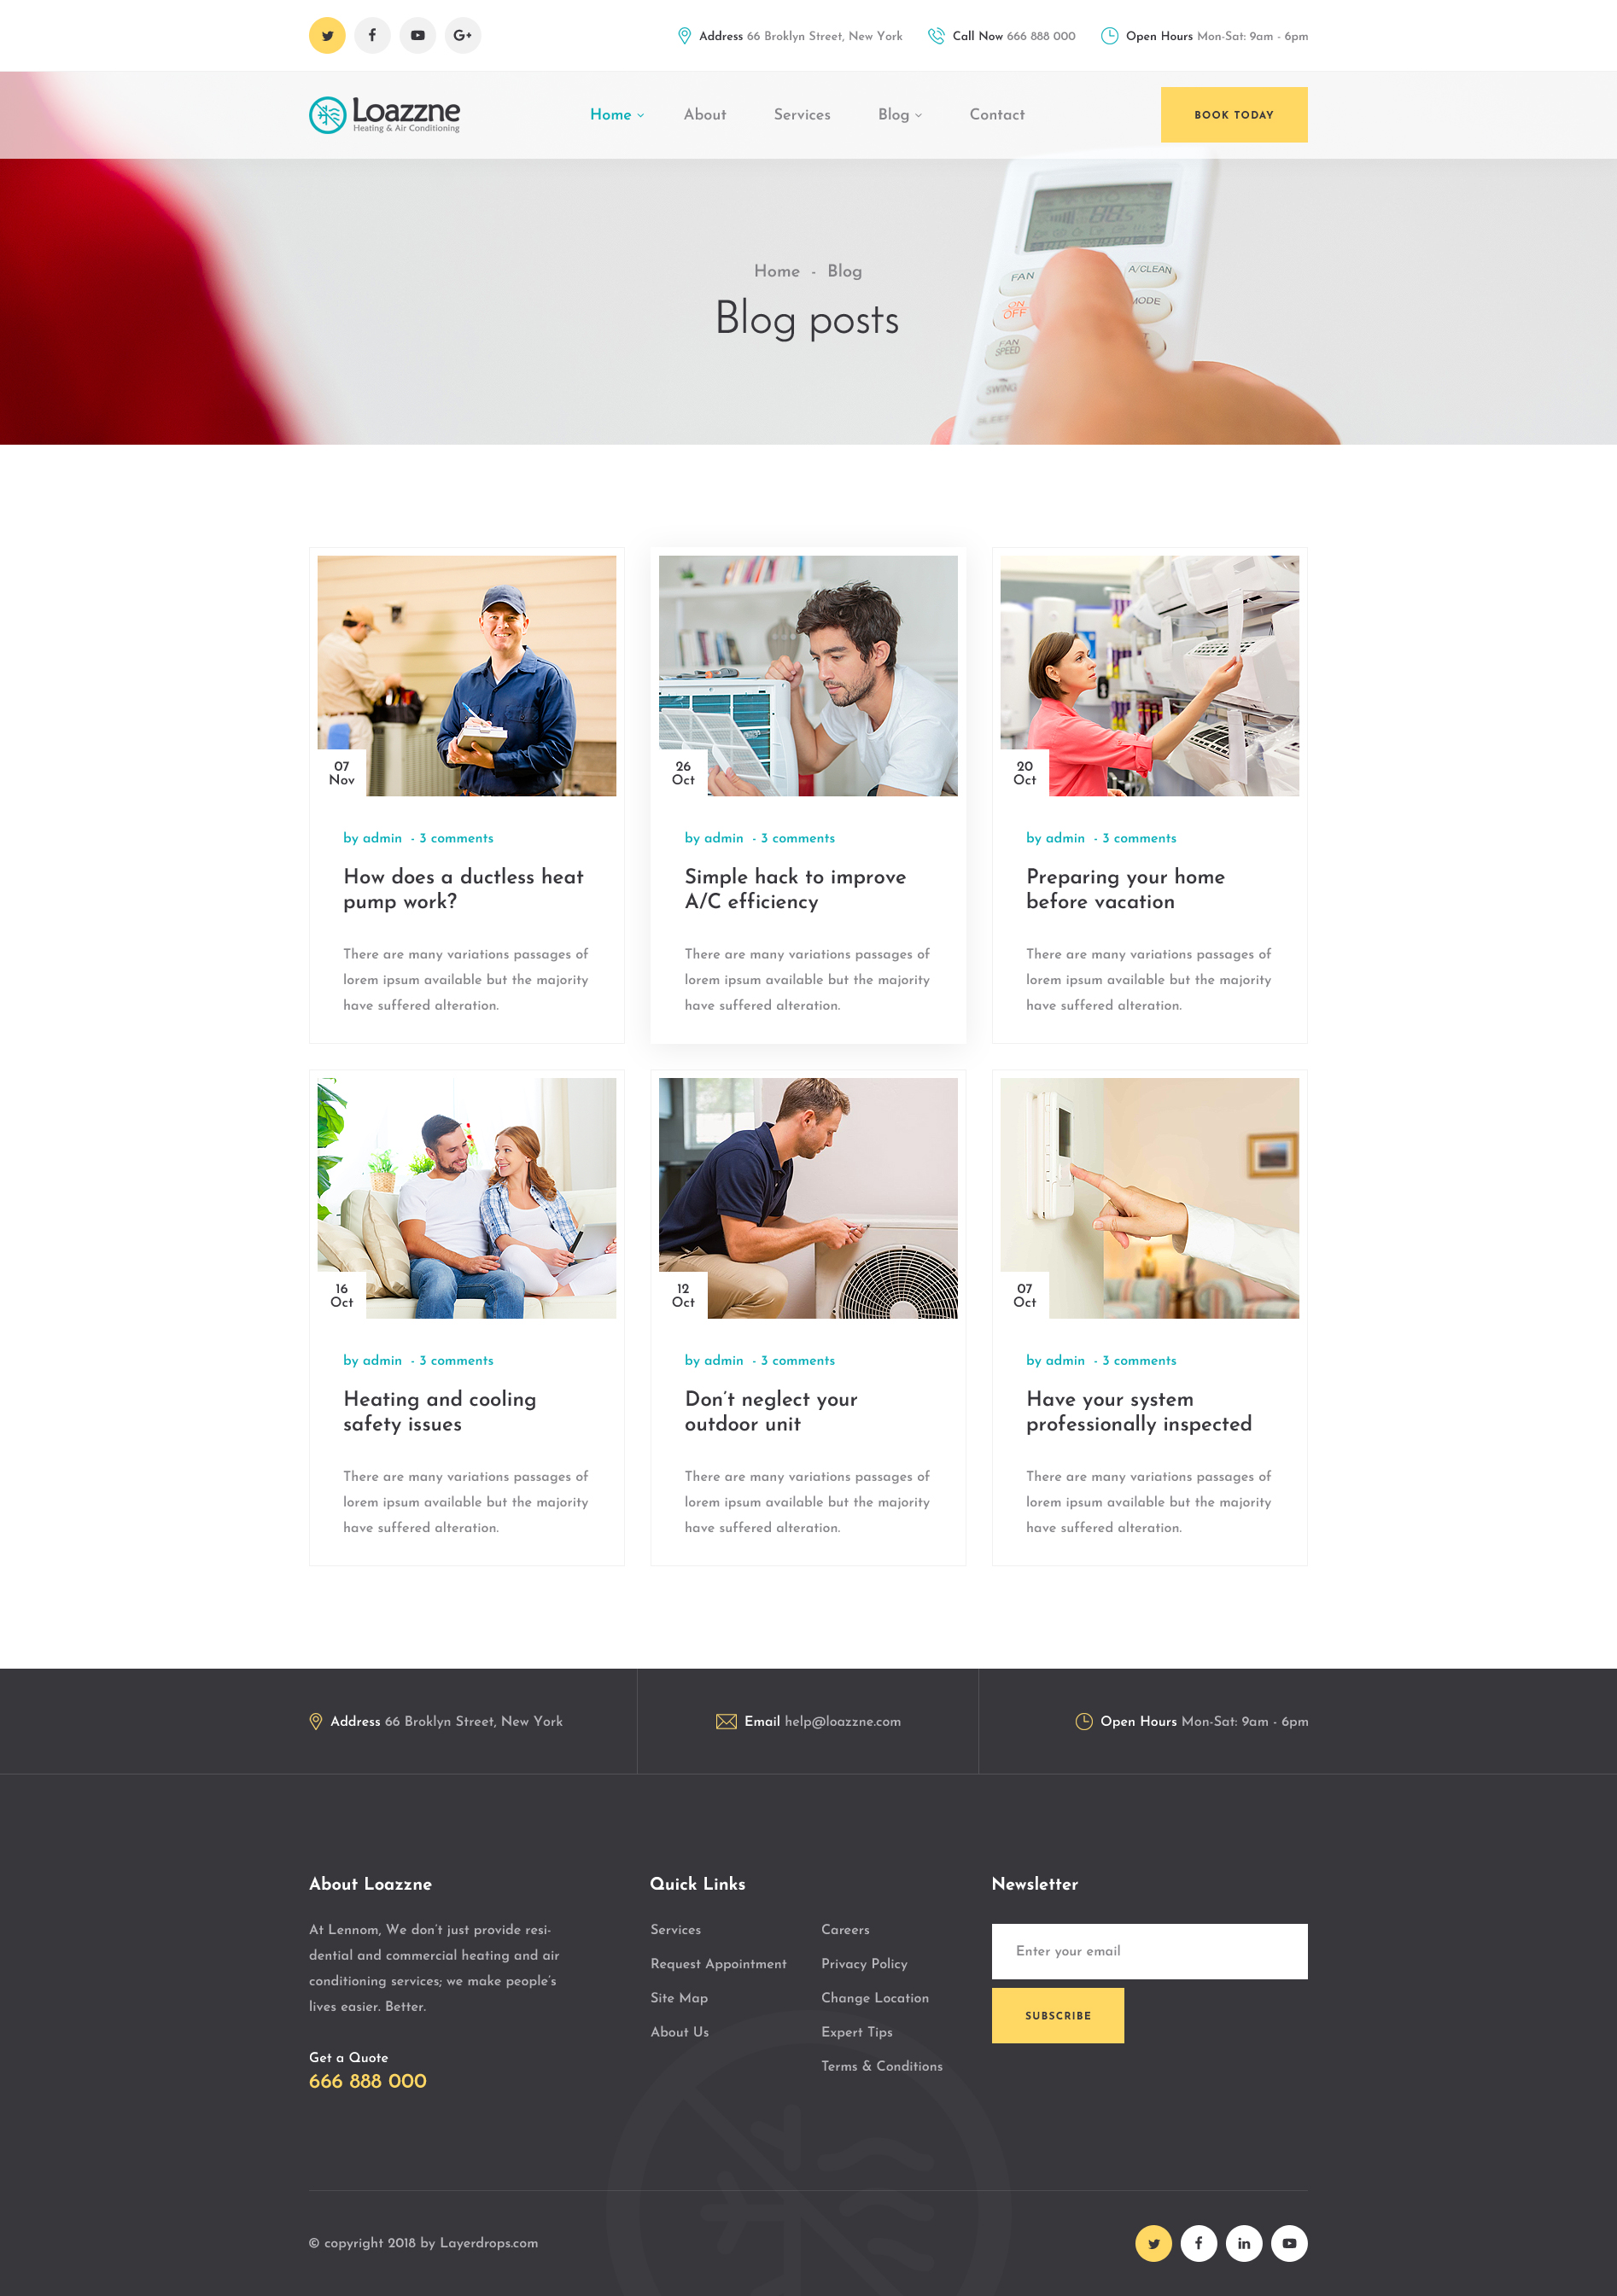 Address 66 Broklyn Street, New York
Call Now 666 888 000
Open Hours Mon-Sat: 9am - 6pm
Loazzne
Heating & Air Conditioning
Home
About
Services
Blog
Contact
BOOK TODAY
Home - Blog
Blog posts
FAN
A/CLEAN
ON
OFF
MODE
FAN
SPEED
SWING
SLEEP
07
Nov
by admin - 3 comments
How does a ductless heat
pump work?
There are many variations passages of
lorem ipsum available but the majority
have suffered alteration.
26
Oct
by admin - 3 comments
Simple hack to improve
A/C efficiency
There are many variations passages of
lorem ipsum available but the majority
have suffered alteration.
20
Oct
by admin - 3 comments
Preparing your home
before vacation
There are many variations passages of
lorem ipsum available but the majority
have suffered alteration.
16
Oct
by admin - 3 comments
Heating and cooling
safety issues
There are many variations passages of
lorem ipsum available but the majority
have suffered alteration.
12
Oct
by admin - 3 comments
Don't neglect your
outdoor unit
There are many variations passages of
lorem ipsum available but the majority
have suffered alteration.
07
Oct
by admin - 3 comments
Have your system
professionally inspected
There are many variations passages of
lorem ipsum available but the majority
have suffered alteration.
Address 66 Broklyn Street, New York
Email help@loazzne.com
Open Hours Mon-Sat: 9am - 6pm
About Loazzne
At Lennom, We don't just provide resi-
dential and commercial heating and air
conditioning services; we make people's
lives easier. Better.
Get a Quote
666 888 000
Quick Links
Services
Request Appointment
Site Map
About Us
Careers
Privacy Policy
Change Location
Expert Tips
Terms & Conditions
Newsletter
Enter your email
SUBSCRIBE
© copyright 2018 by Layerdrops.com